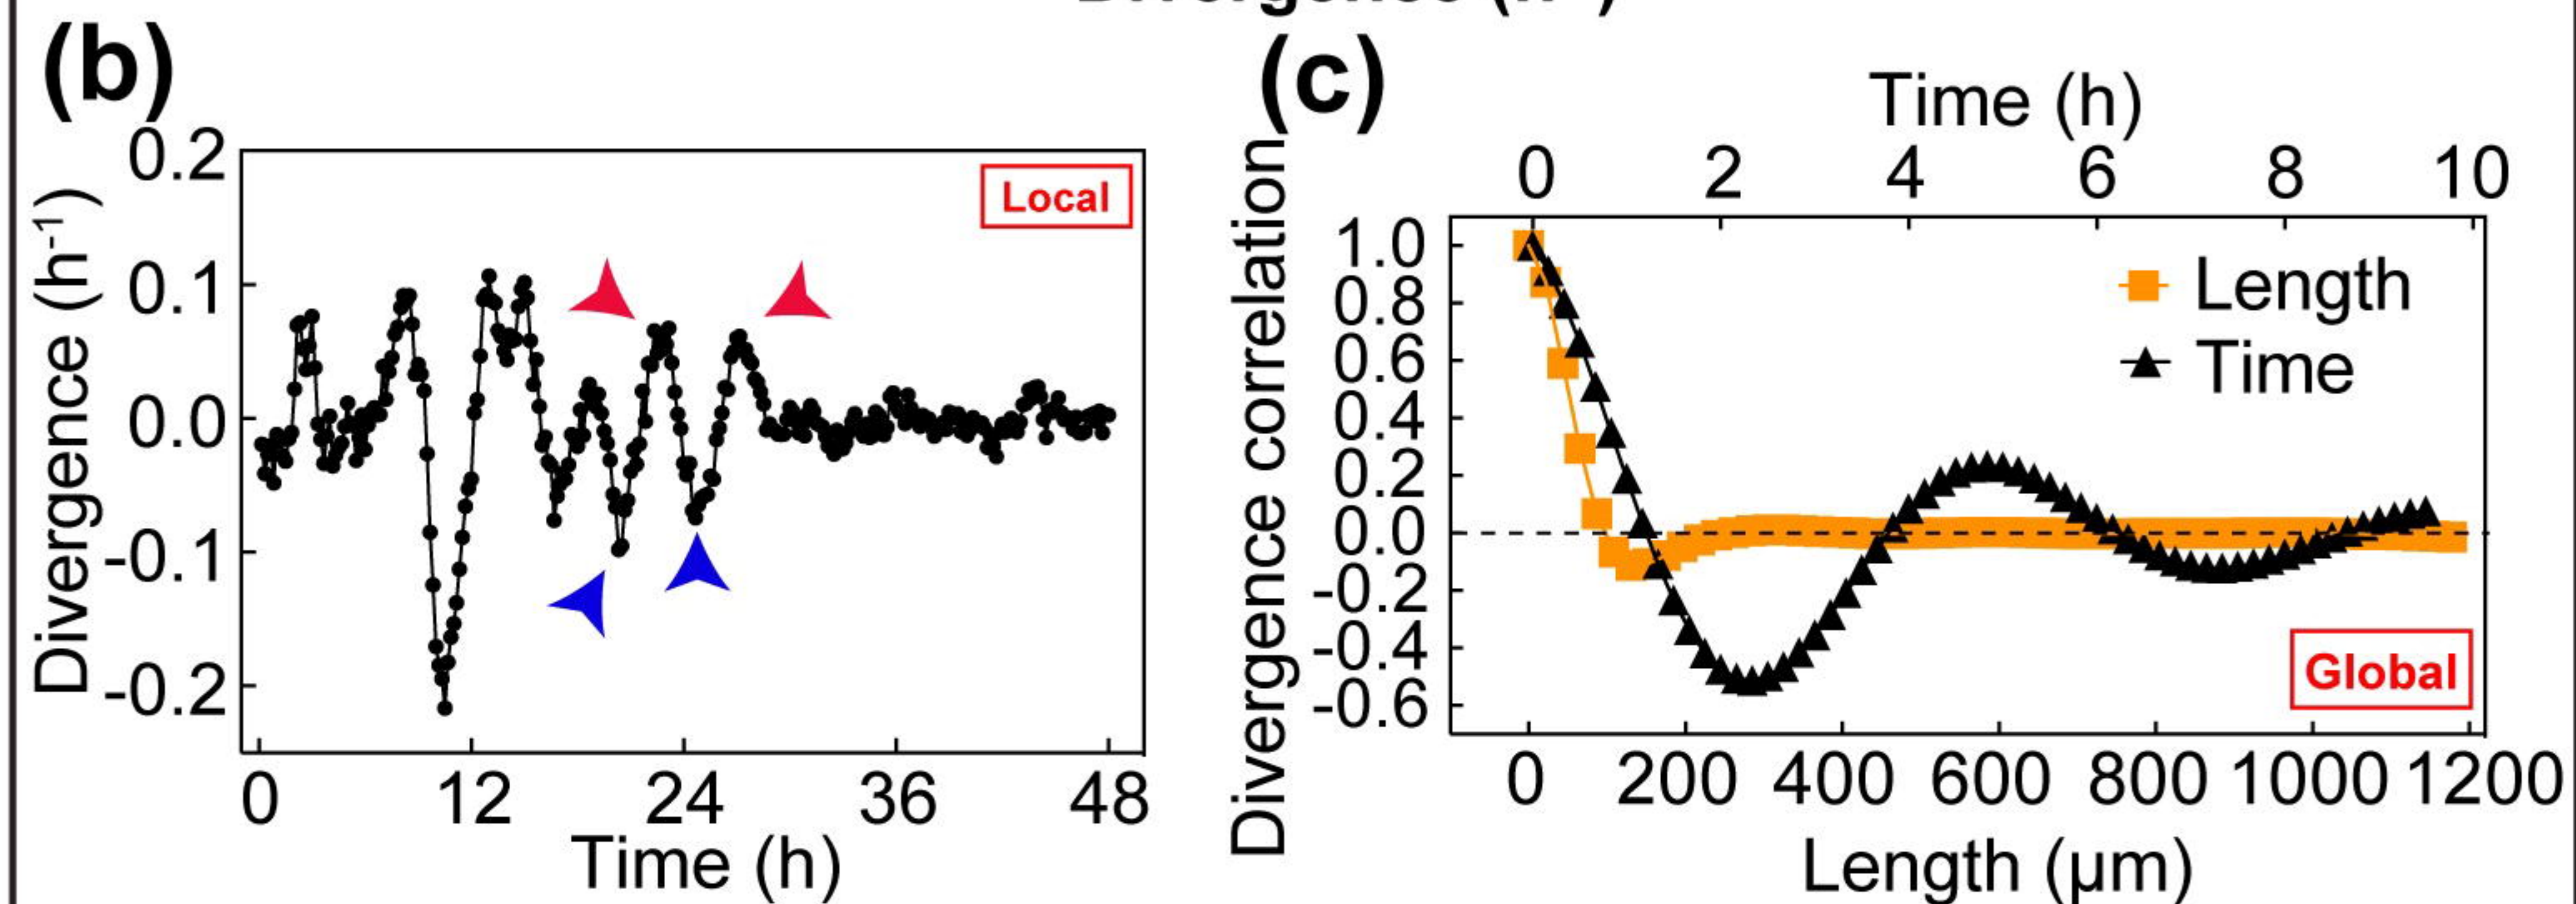 Divergence (h-1)
(b)
0.2
0.1
0.0
-0.1
-0.2
Divergence (h-1)
Local
0 12 24 36 48
Time (h)
(c)
Time (h)
0 2 4 6 8 10
1.0
0.8
0.6
0.4
0.2
0.0
-0.2
-0.4
-0.6
Divergence correlation
Length
Time
Global
0 200 400 600 800 1000 1200
Length (μm)